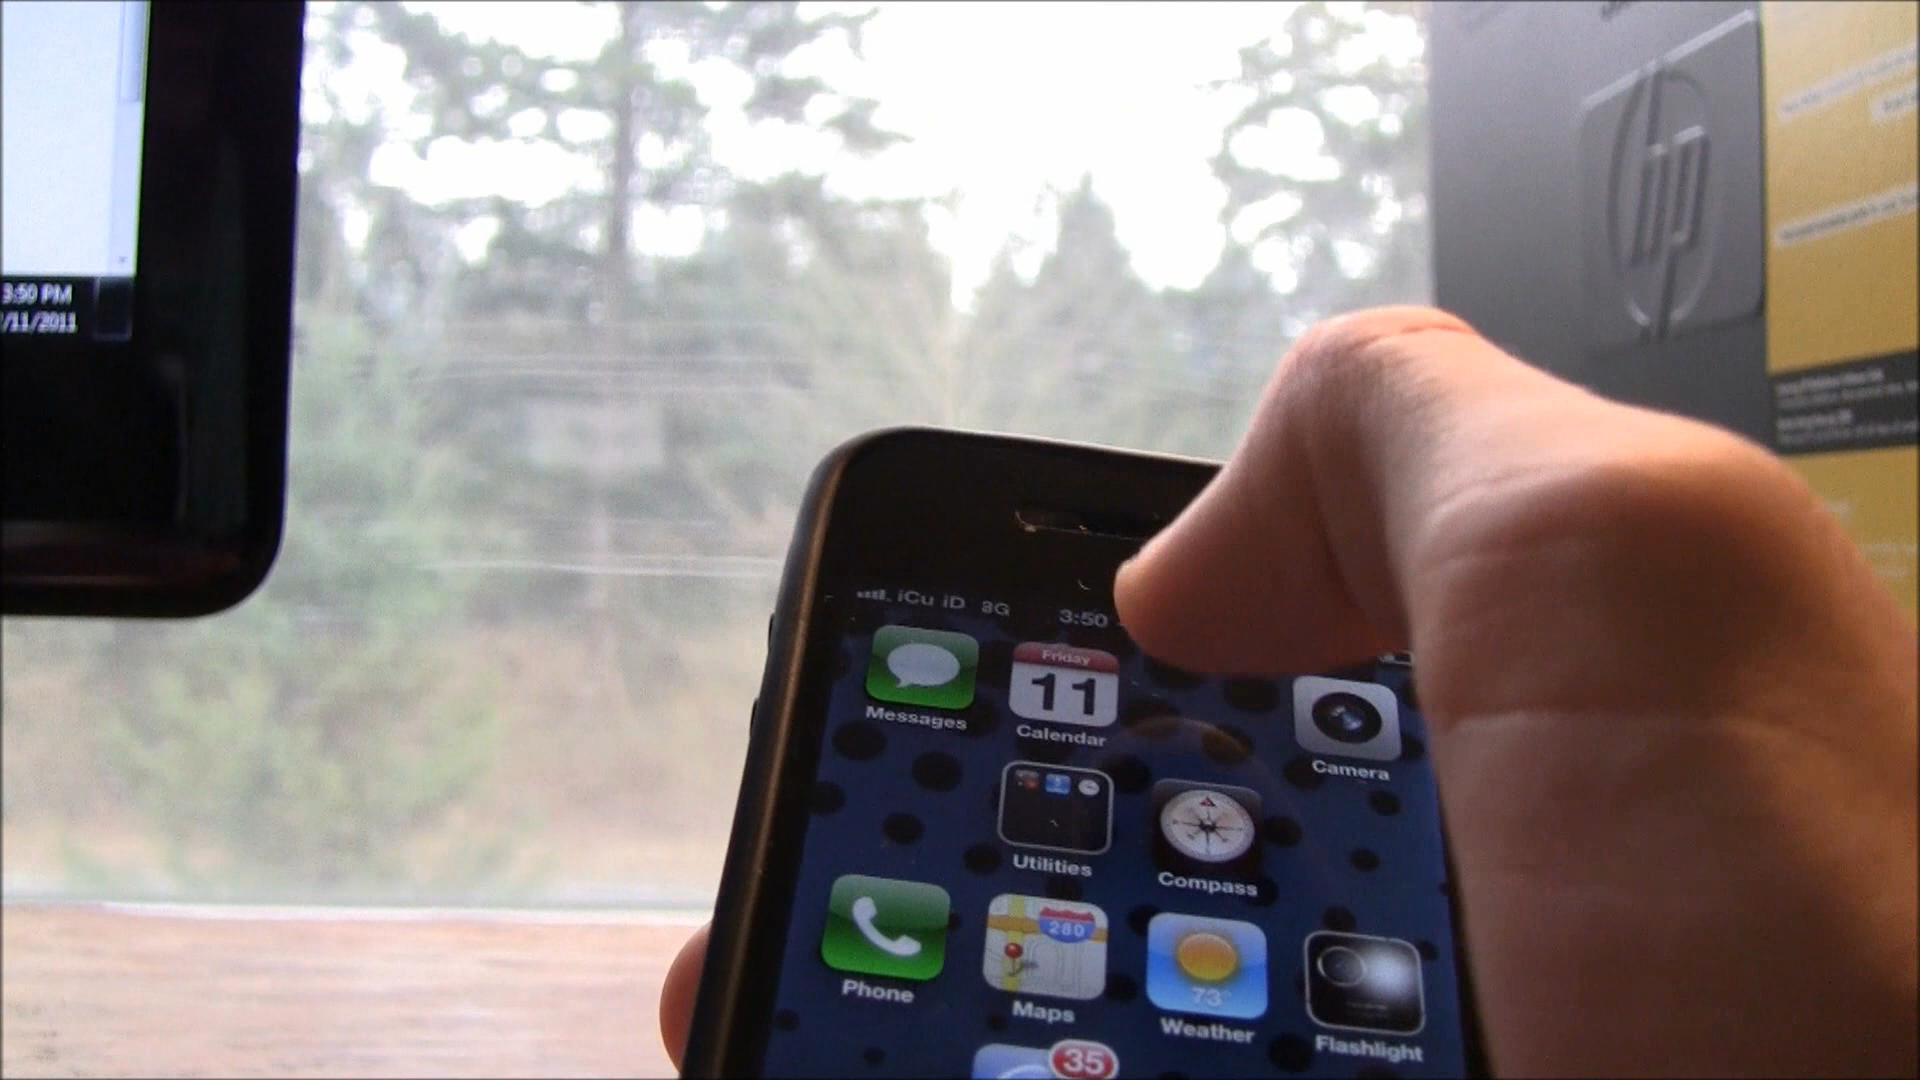 3:50 PM
/11/2011
hp
iCu iD 3G
3:50
Messages
Friday
11
Calendar
Camera
Utilities
Compass
Phone
280
Maps
73°
Weather
Flashlight
35